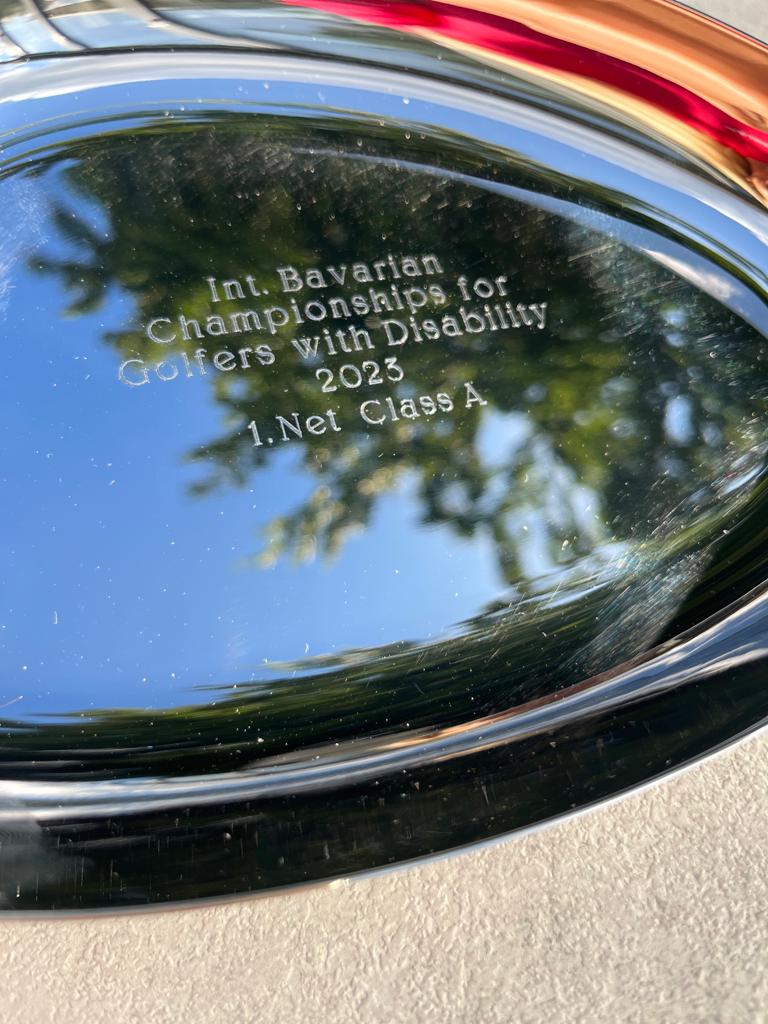 Int. Bavarian
Championships for
Golfers with Disability
2023
1. Net Class A